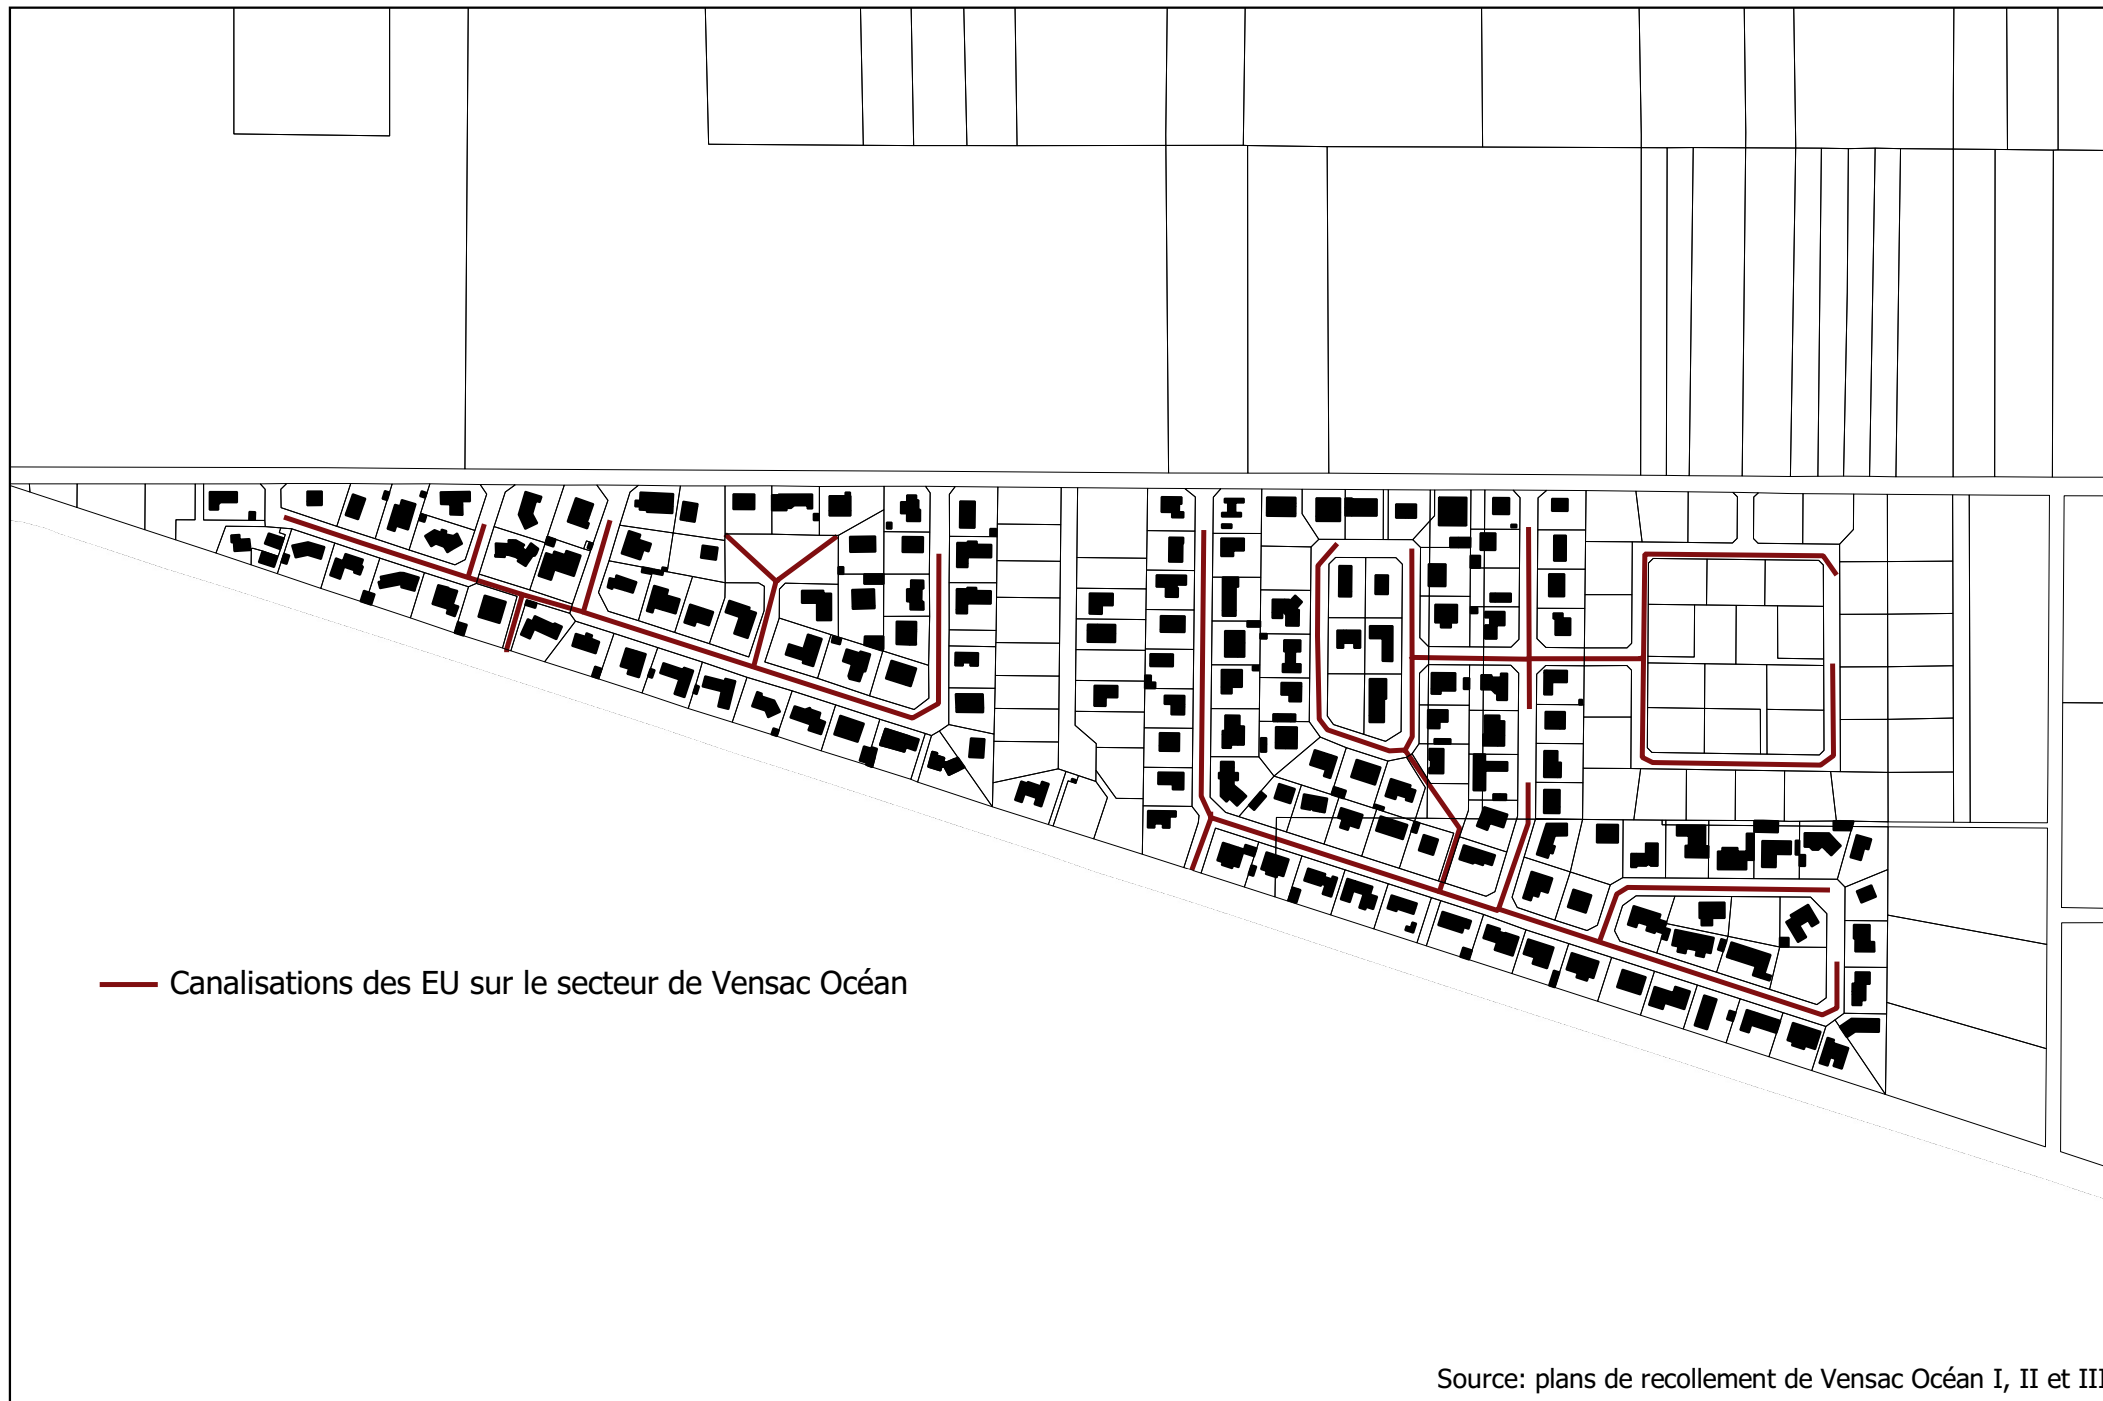 Canalisations des EU sur le secteur de Vensac Océan
Source: plans de recollement de Vensac Océan I, II et III